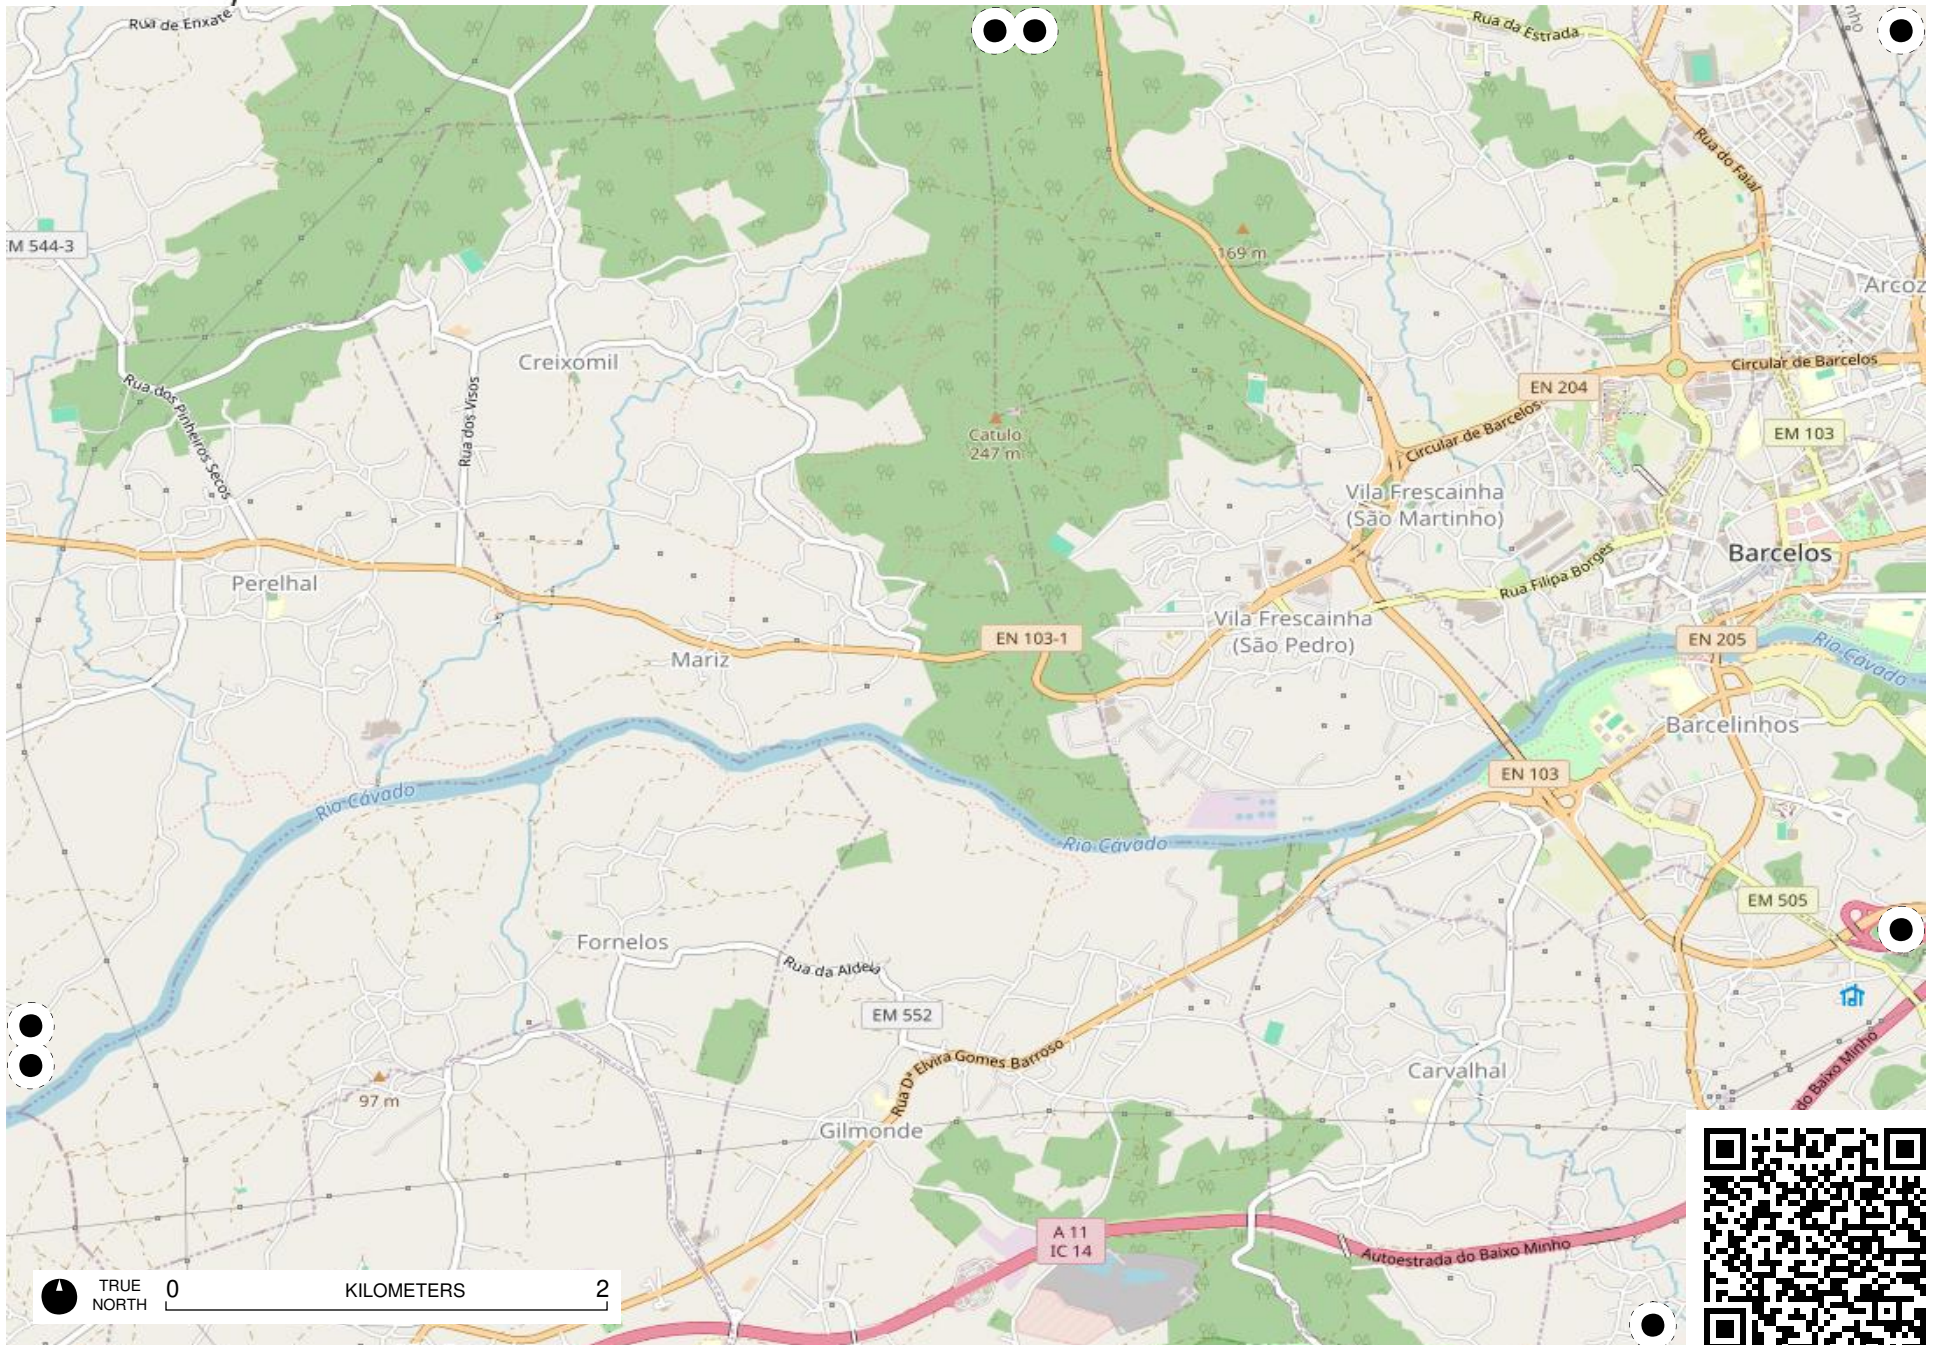 Rua de Enxate
Rua da Estrada
Rua do Faial
EM 544-3
169 m
Arcoz
Creixomil
Circular de Barcelos
EN 204
Rua dos Pinheiros Secos
Rua dos Visos
Catulo
247 m
Circular de Barcelos
EM 103
Vila Frescainha
(São Martinho)
Barcelos
Perelhal
Rua Filipa Borges
Vila Frescainha
(São Pedro)
EN 103-1
EN 205
Rio Cávado
Mariz
Barcelinhos
EN 103
Rio Cávado
Rio Cávado
EM 505
Fornelos
Rua da Aldeia
EM 552
Rua Dª Elvira Gomes Barroso
Carvalhal
do Baixo Minho
97 m
Gilmonde
A 11
IC 14
Autoestrada do Baixo Minho
TRUE
NORTH
0 KILOMETERS 2